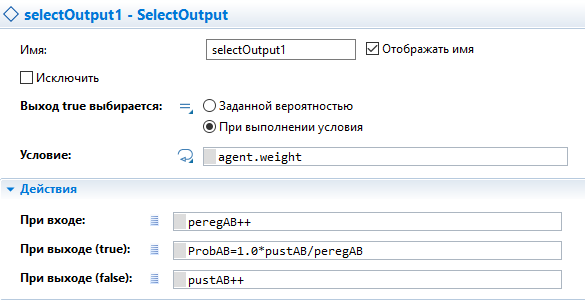 selectOutput1 - SelectOutput
Имя: selectOutput1 Отображать имя
Исключить
Выход true выбирается: Заданной вероятностью
При выполнении условия
Условие: agent.weight
Действия
При входе: peregAB++
При выходе (true): ProbAB=1.0*pustAB/peregAB
При выходе (false): pustAB++